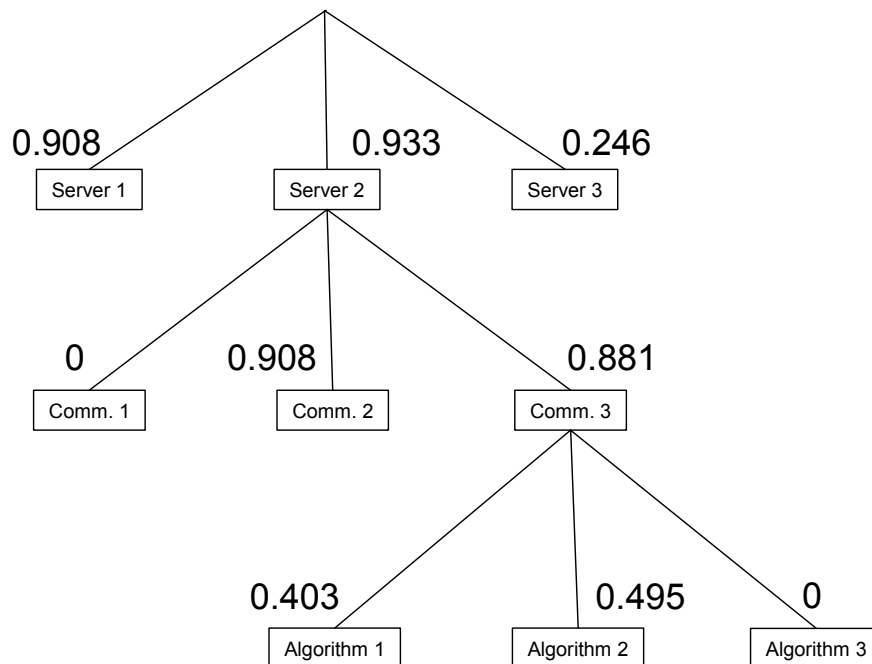 0.908
0.933
0.246
Server 1
Server 2
Server 3
0
0.908
0.881
Comm. 1
Comm. 2
Comm. 3
0.403
0.495
0
Algorithm 1
Algorithm 2
Algorithm 3